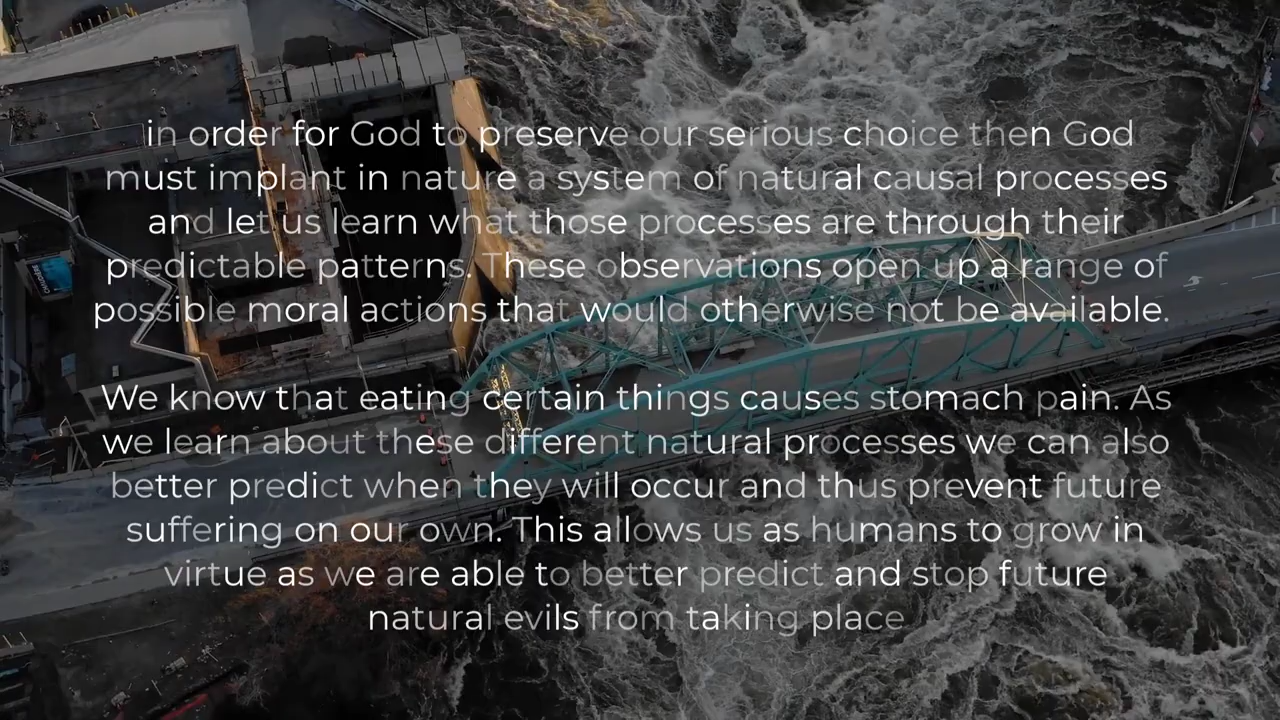 in order for God to preserve our serious choice then God
must implant in nature a system of natural causal processes
and let us learn what those processes are through their
predictable patterns. These observations open up a range of
possible moral actions that would otherwise not be available.
We know that eating certain things causes stomach pain. As
we learn about these different natural processes we can also
better predict when they will occur and thus prevent future
suffering on our own. This allows us as humans to grow in
virtue as we are able to better predict and stop future
natural evils from taking place